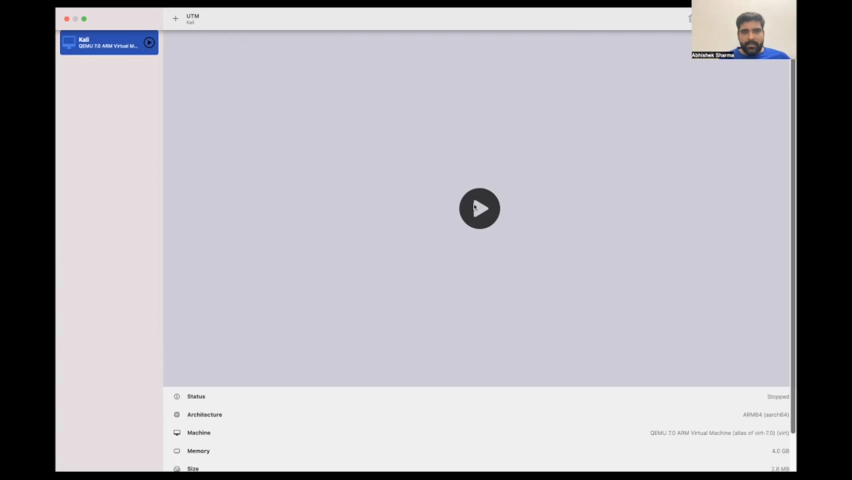 UTM
Kali
Kali
QEMU 7.0 ARM Virtual M...
Abhishek Sharma
Status
Stopped
Architecture
ARM64 (aarch64)
Machine
QEMU 7.0 ARM Virtual Machine (alias of virt-7.0) (virt)
Memory
4.0 GB
Size
2.8 MB